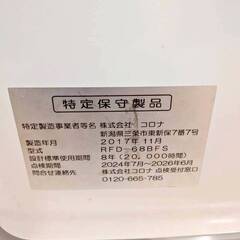 特定保守製品
特定製造事業者等名 株式会社 コロナ
新潟県三条市東新保7番7号
製造年月 2017年11月
型式 RFD-68BFS
設計標準使用期間 8年(20,000時間)
点検期間 2024年7月～2026年6月
問合せ連絡先 株式会社コロナ 点検受付窓口
0120-665-785